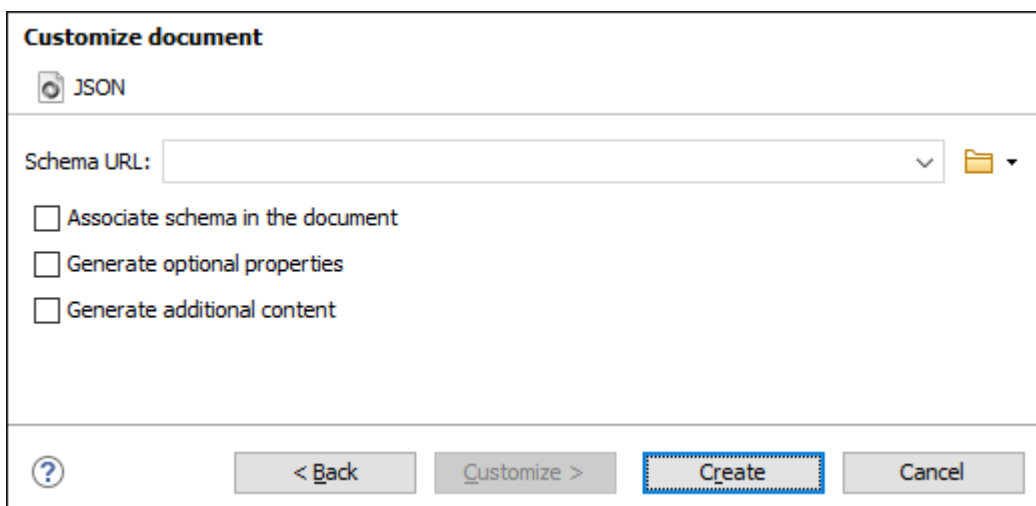 Customize document
JSON
Schema URL:
Associate schema in the document
Generate optional properties
Generate additional content
? < Back Customize > Create Cancel